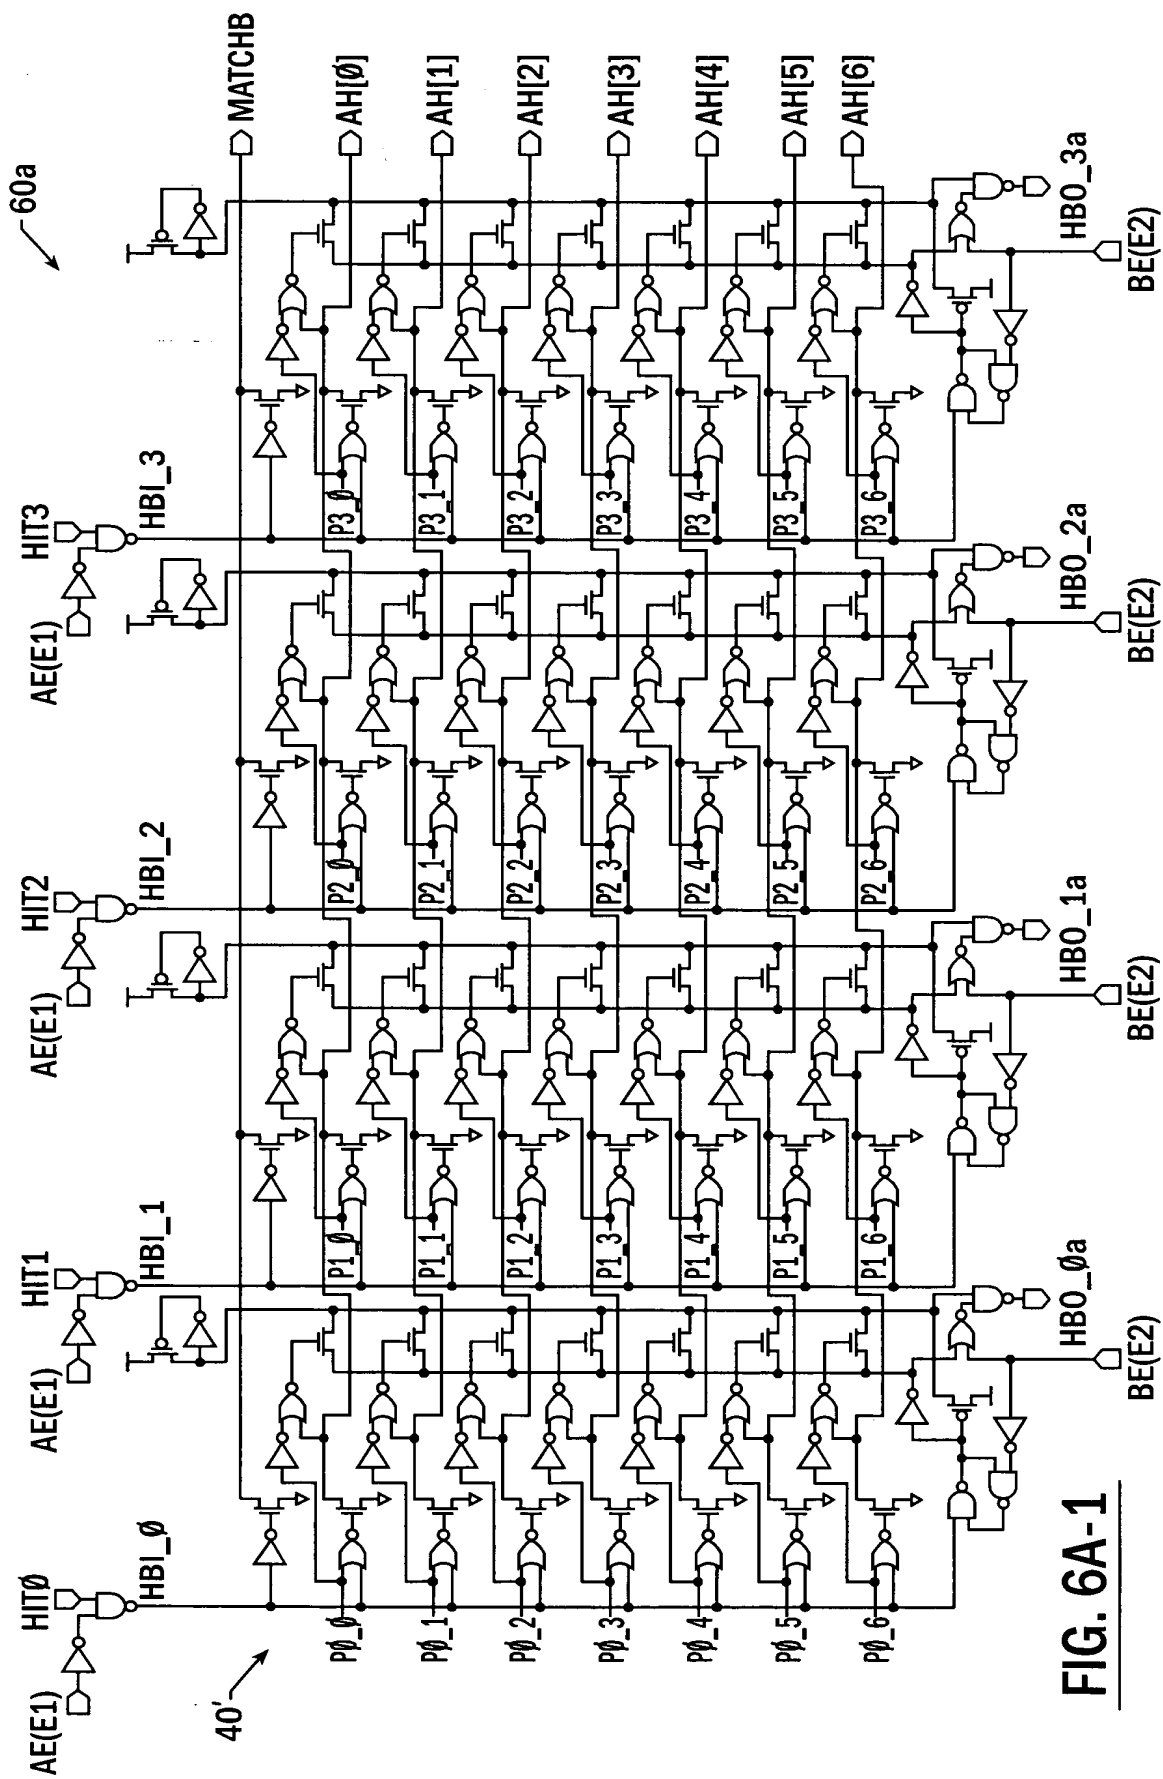 60a
MATCHB
AH[Ø]
AH[1]
AH[2]
AH[3]
AH[4]
AH[5]
AH[6]
AE(E1)
HIT3
HBI_3
P3_Ø
P3_1
P3_2
P3_3
P3_4
P3_5
P3_6
HBO_3a
BE(E2)
AE(E1)
HIT2
HBI_2
P2_Ø
P2_1
P2_2
P2_3
P2_4
P2_5
P2_6
HBO_2a
BE(E2)
AE(E1)
HIT1
HBI_1
P1_Ø
P1_1
P1_2
P1_3
P1_4
P1_5
P1_6
HBO_1a
BE(E2)
AE(E1)
HITØ
HBI_Ø
PØ_Ø
PØ_1
PØ_2
PØ_3
PØ_4
PØ_5
PØ_6
HBO_Øa
BE(E2)
40'
FIG. 6A-1